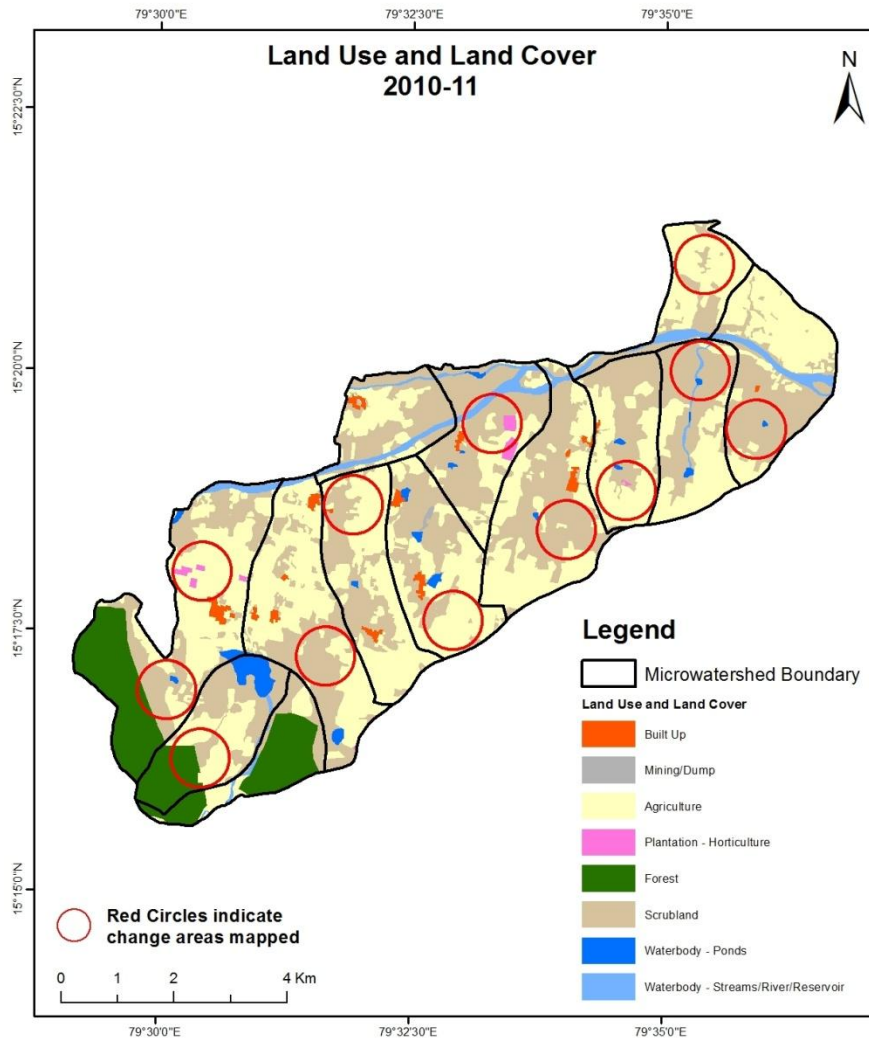 79°30'0"E 79°32'30"E 79°35'0"E
Land Use and Land Cover
2010-11
N
15°22'30"N
15°20'0"N
15°17'30"N
15°15'0"N
Legend
Microwatershed Boundary
Land Use and Land Cover
Built Up
Mining/Dump
Agriculture
Plantation - Horticulture
Forest
Scrubland
Waterbody - Ponds
Waterbody - Streams/River/Reservoir
Red Circles indicate
change areas mapped
0 1 2 4 Km
79°30'0"E 79°32'30"E 79°35'0"E